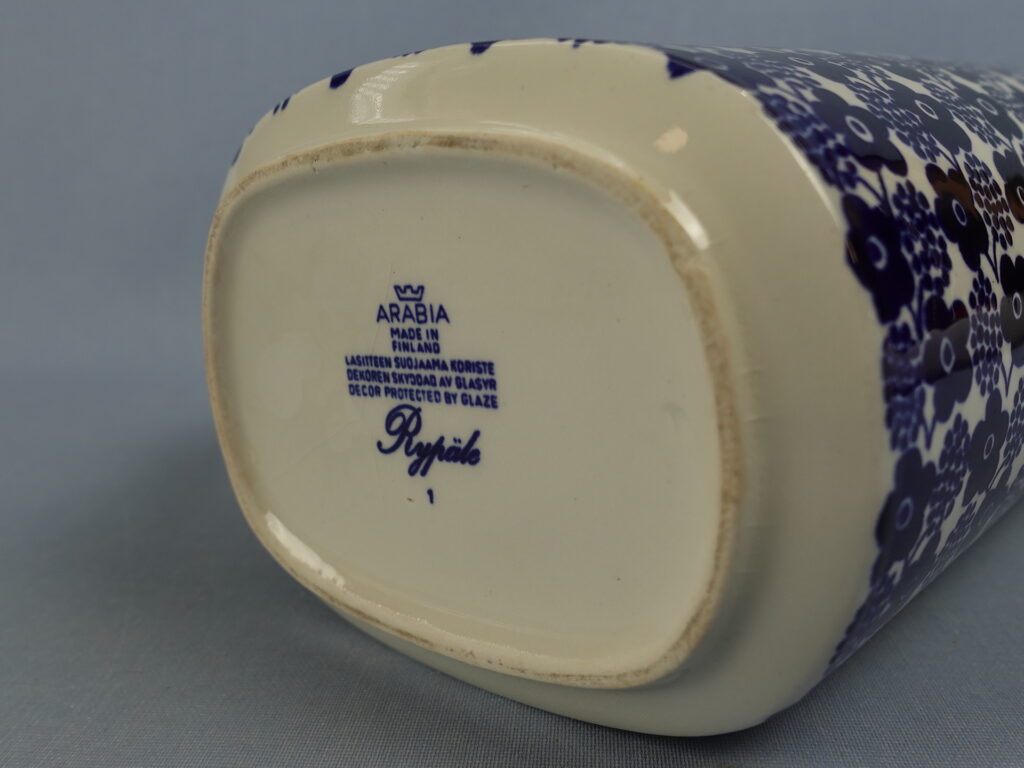 ARABIA
MADE IN
FINLAND
LASITTEEN SUOJAAMA KORISTE
DEKOREN SKYDDAD AV GLASYR
DECOR PROTECTED BY GLAZE
Rypäle
1